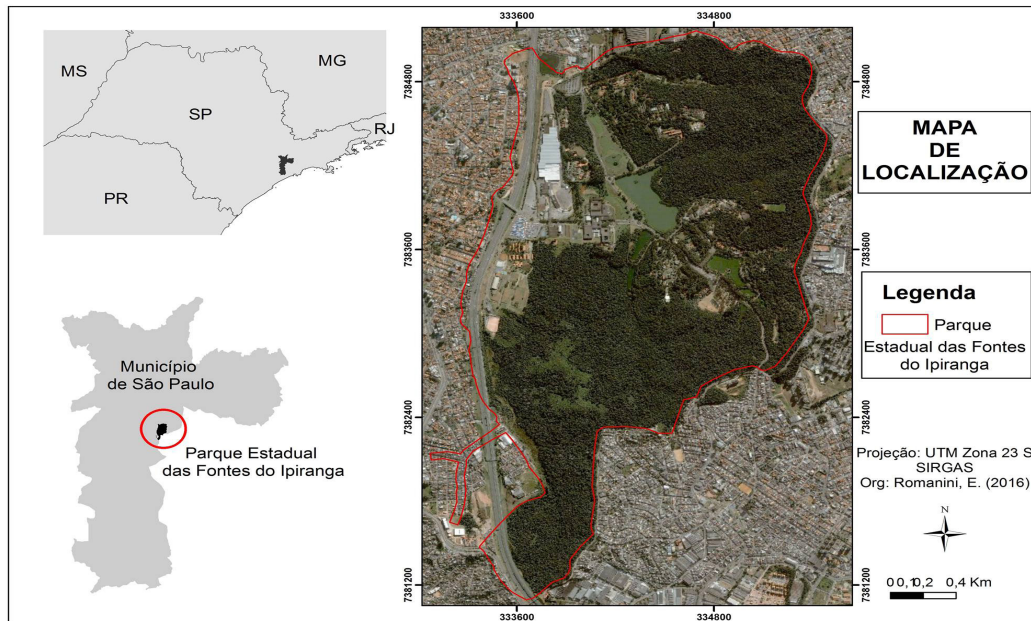 MS
MG
SP
RJ
PR
Município
de São Paulo
Parque Estadual
das Fontes do Ipiranga
333600
334800
7384800
7383600
7382400
7381200
7384800
7383600
7382400
7381200
333600
334800
MAPA
DE
LOCALIZAÇÃO
Legenda
Parque
Estadual das Fontes
do Ipiranga
Projeção: UTM Zona 23 S
SIRGAS
Org: Romanini, E. (2016)
N
0 0,1 0,2 0,4 Km